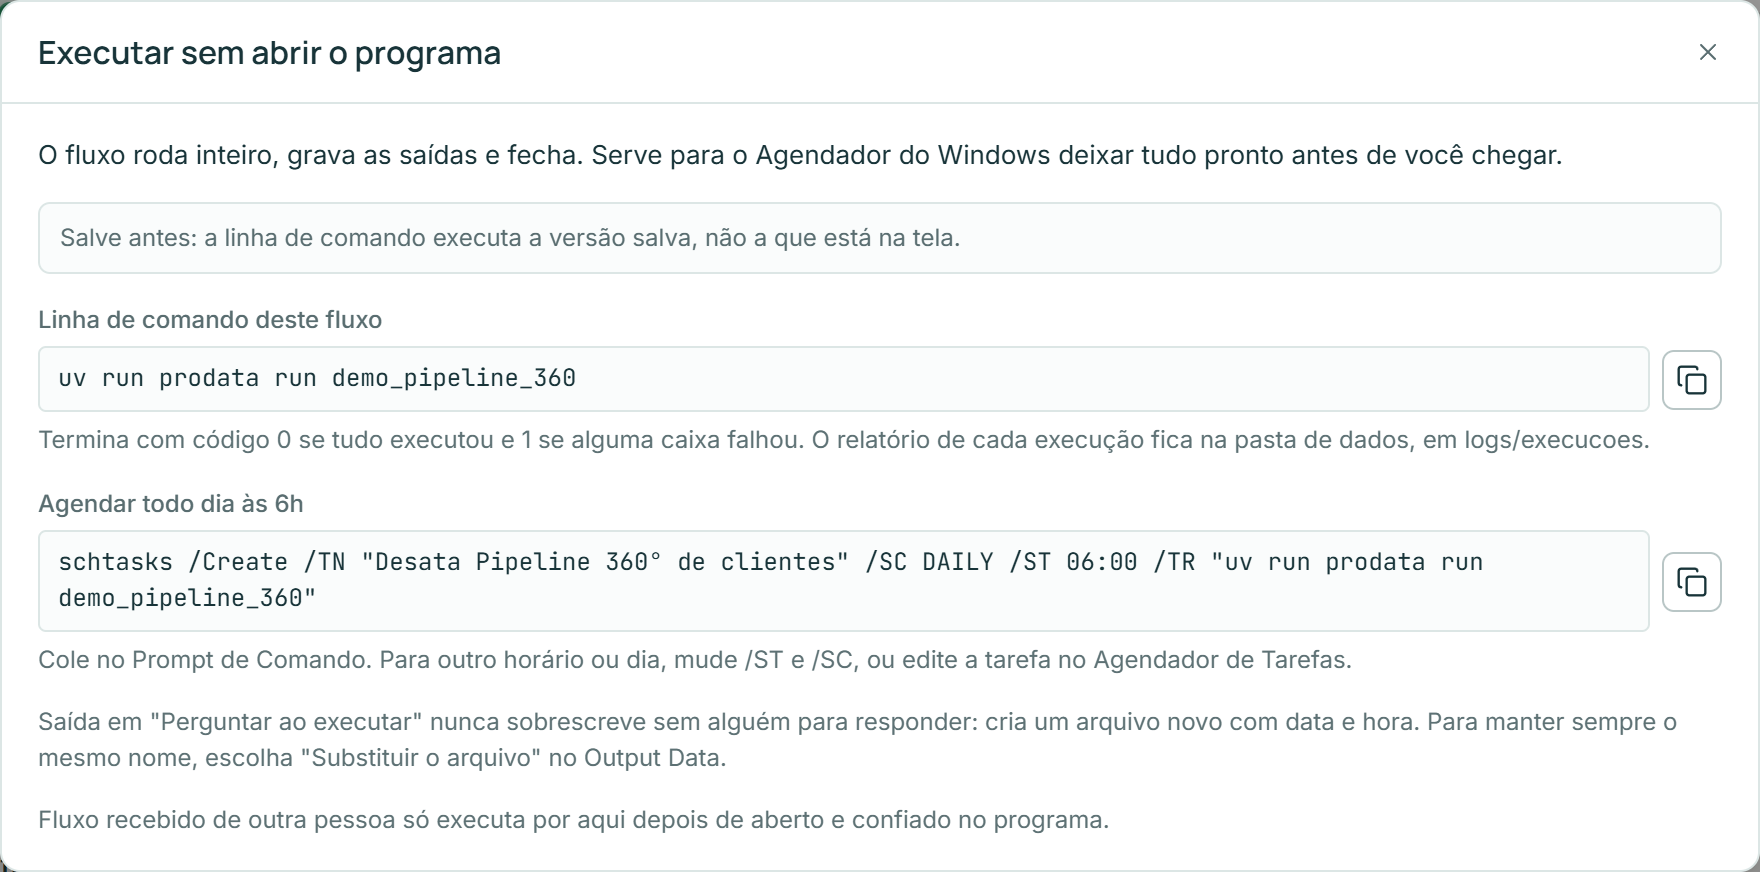 Executar sem abrir o programa
O fluxo roda inteiro, grava as saídas e fecha. Serve para o Agendador do Windows deixar tudo pronto antes de você chegar.
Salve antes: a linha de comando executa a versão salva, não a que está na tela.
Linha de comando deste fluxo
uv run prodata run demo_pipeline_360
Termina com código 0 se tudo executou e 1 se alguma caixa falhou. O relatório de cada execução fica na pasta de dados, em logs/execucoes.
Agendar todo dia às 6h
schtasks /Create /TN "Desata Pipeline 360° de clientes" /SC DAILY /ST 06:00 /TR "uv run prodata run
demo_pipeline_360"
Cole no Prompt de Comando. Para outro horário ou dia, mude /ST e /SC, ou edite a tarefa no Agendador de Tarefas.
Saída em "Perguntar ao executar" nunca sobrescreve sem alguém para responder: cria um arquivo novo com data e hora. Para manter sempre o
mesmo nome, escolha "Substituir o arquivo" no Output Data.
Fluxo recebido de outra pessoa só executa por aqui depois de aberto e confiado no programa.